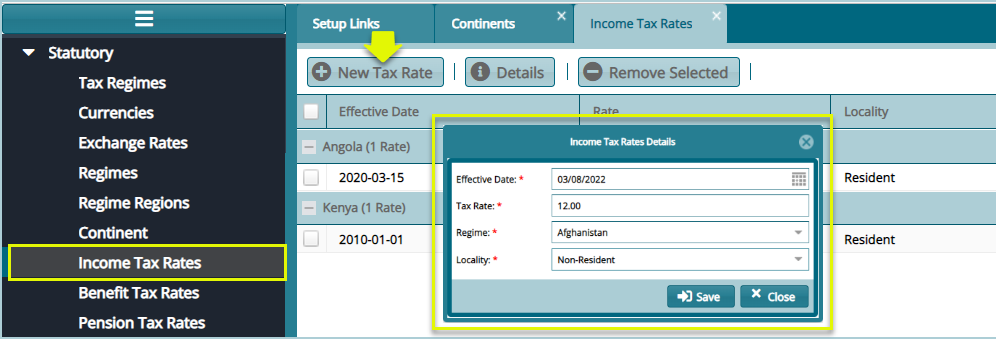 Setup Links
Continents
Income Tax Rates
Statutory
Tax Regimes
Currencies
Exchange Rates
Regimes
Regime Regions
Continent
Income Tax Rates
Benefit Tax Rates
Pension Tax Rates
New Tax Rate
Details
Remove Selected
Effective Date
Rate
Locality
Angola (1 Rate)
2020-03-15
Resident
Kenya (1 Rate)
2010-01-01
Resident
Income Tax Rates Details
Effective Date: * 03/08/2022
Tax Rate: * 12.00
Regime: * Afghanistan
Locality: * Non-Resident
Save
Close